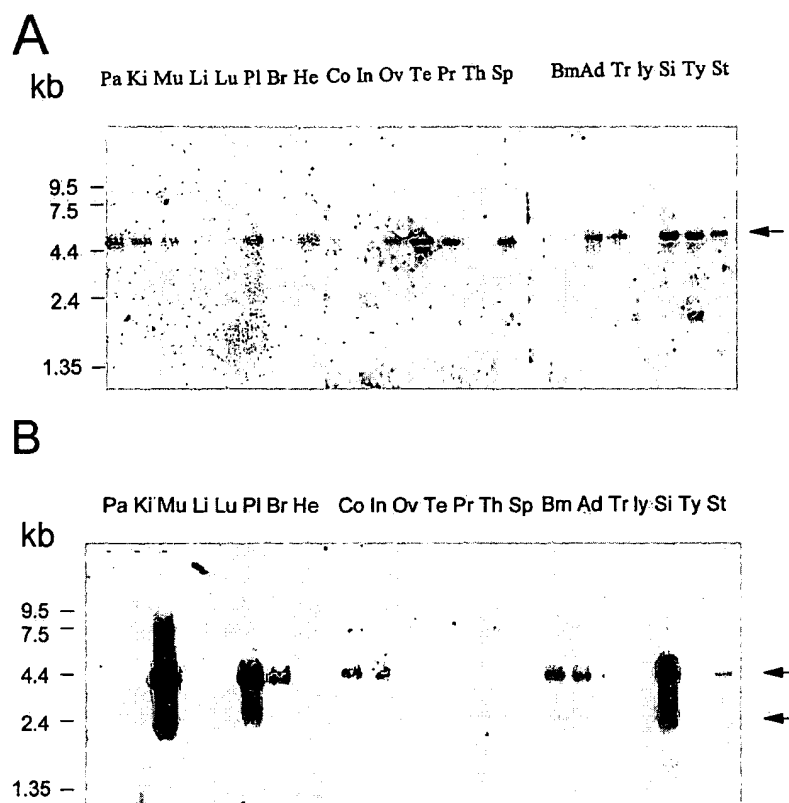 A
kb
Pa Ki Mu Li Lu Pl Br He Co In Ov Te Pr Th Sp BmAd Tr ly Si Ty St
9.5
7.5
4.4
2.4
1.35
B
Pa Ki Mu Li Lu Pl Br He Co In Ov Te Pr Th Sp Bm Ad Tr ly Si Ty St
kb
9.5
7.5
4.4
2.4
1.35